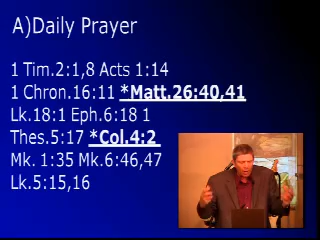 A)Daily Prayer
1 Tim.2:1,8 Acts 1:14
1 Chron.16:11 *Matt.26:40,41
Lk.18:1 Eph.6:18 1
Thes.5:17 *Col.4:2
Mk. 1:35 Mk.6:46,47
Lk.5:15,16